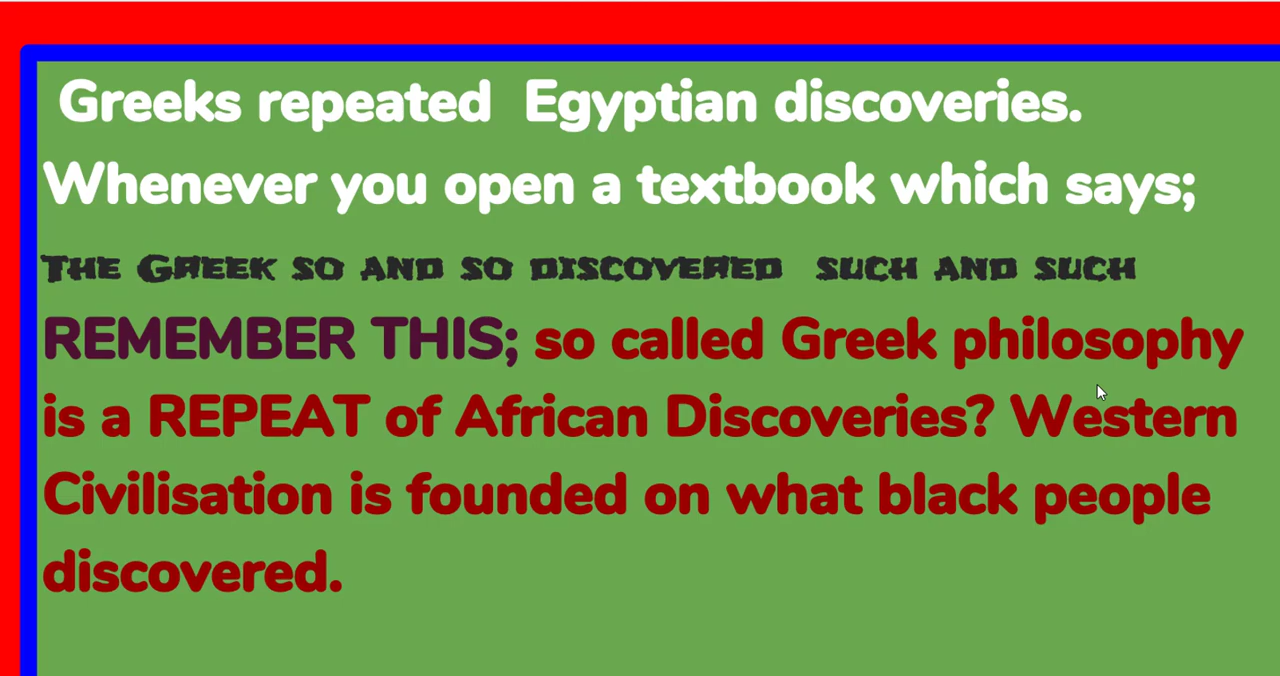 Greeks repeated  Egyptian discoveries.
Whenever you open a textbook which says;
The Greek so and so discovered  such and such
REMEMBER THIS; so called Greek philosophy
is a REPEAT of African Discoveries? Western
Civilisation is founded on what black people
discovered.